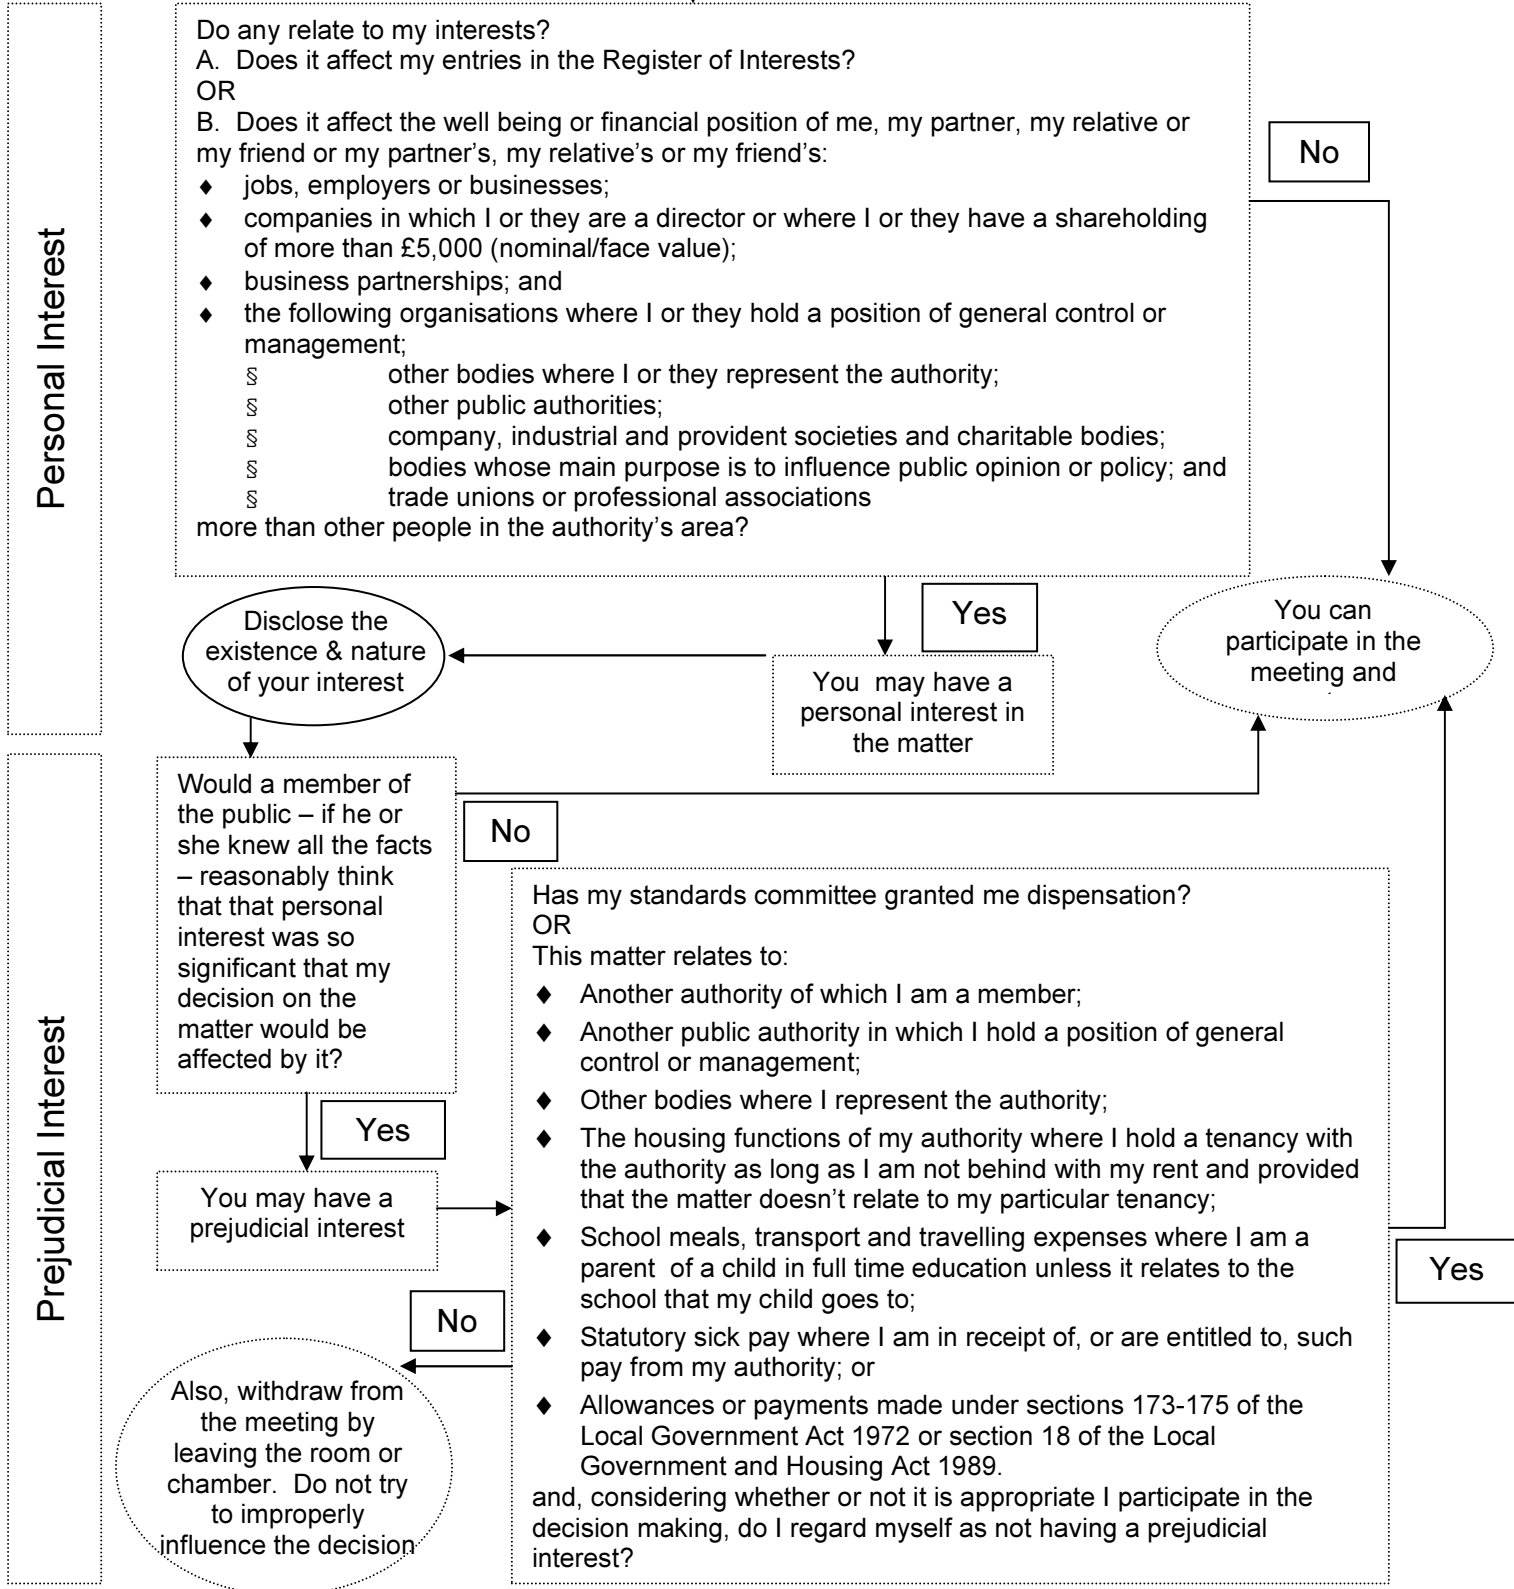 Personal Interest
Do any relate to my interests?
A. Does it affect my entries in the Register of Interests?
OR
B. Does it affect the well being or financial position of me, my partner, my relative or
my friend or my partner's, my relative's or my friend's:
♦ jobs, employers or businesses;
♦ companies in which I or they are a director or where I or they have a shareholding
of more than £5,000 (nominal/face value);
♦ business partnerships; and
♦ the following organisations where I or they hold a position of general control or
management;
§ other bodies where I or they represent the authority;
§ other public authorities;
§ company, industrial and provident societies and charitable bodies;
§ bodies whose main purpose is to influence public opinion or policy; and
§ trade unions or professional associations
more than other people in the authority's area?
No
Yes
You can
participate in the
meeting and
You may have a
personal interest in
the matter
Disclose the
existence & nature
of your interest
Prejudicial Interest
Would a member of
the public – if he or
she knew all the facts
– reasonably think
that that personal
interest was so
significant that my
decision on the
matter would be
affected by it?
No
Yes
You may have a
prejudicial interest
Has my standards committee granted me dispensation?
OR
This matter relates to:
♦ Another authority of which I am a member;
♦ Another public authority in which I hold a position of general
control or management;
♦ Other bodies where I represent the authority;
♦ The housing functions of my authority where I hold a tenancy with
the authority as long as I am not behind with my rent and provided
that the matter doesn't relate to my particular tenancy;
♦ School meals, transport and travelling expenses where I am a
parent of a child in full time education unless it relates to the
school that my child goes to;
♦ Statutory sick pay where I am in receipt of, or are entitled to, such
pay from my authority; or
♦ Allowances or payments made under sections 173-175 of the
Local Government Act 1972 or section 18 of the Local
Government and Housing Act 1989.
and, considering whether or not it is appropriate I participate in the
decision making, do I regard myself as not having a prejudicial
interest?
Yes
No
Also, withdraw from
the meeting by
leaving the room or
chamber. Do not try
to improperly
influence the decision